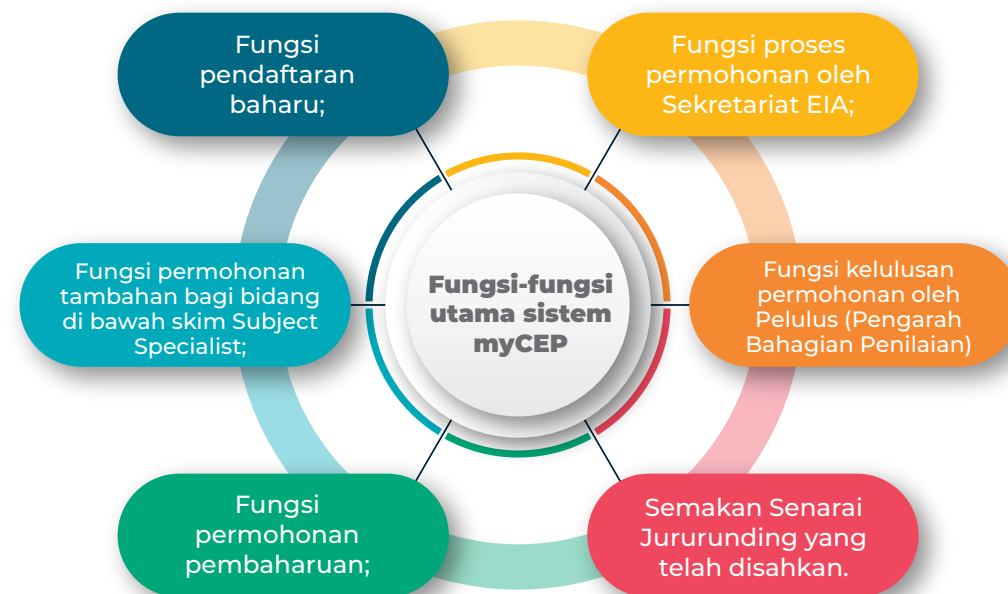 Fungsi
pendaftaran
baharu;
Fungsi proses
permohonan oleh
Sekretariat EIA;
Fungsi permohonan
tambahan bagi bidang
di bawah skim Subject
Specialist;
Fungsi-fungsi
utama sistem
myCEP
Fungsi kelulusan
permohonan oleh
Pelulus (Pengarah
Bahagian Penilaian)
Fungsi
permohonan
pembaharuan;
Semakan Senarai
Jururunding yang
telah disahkan.